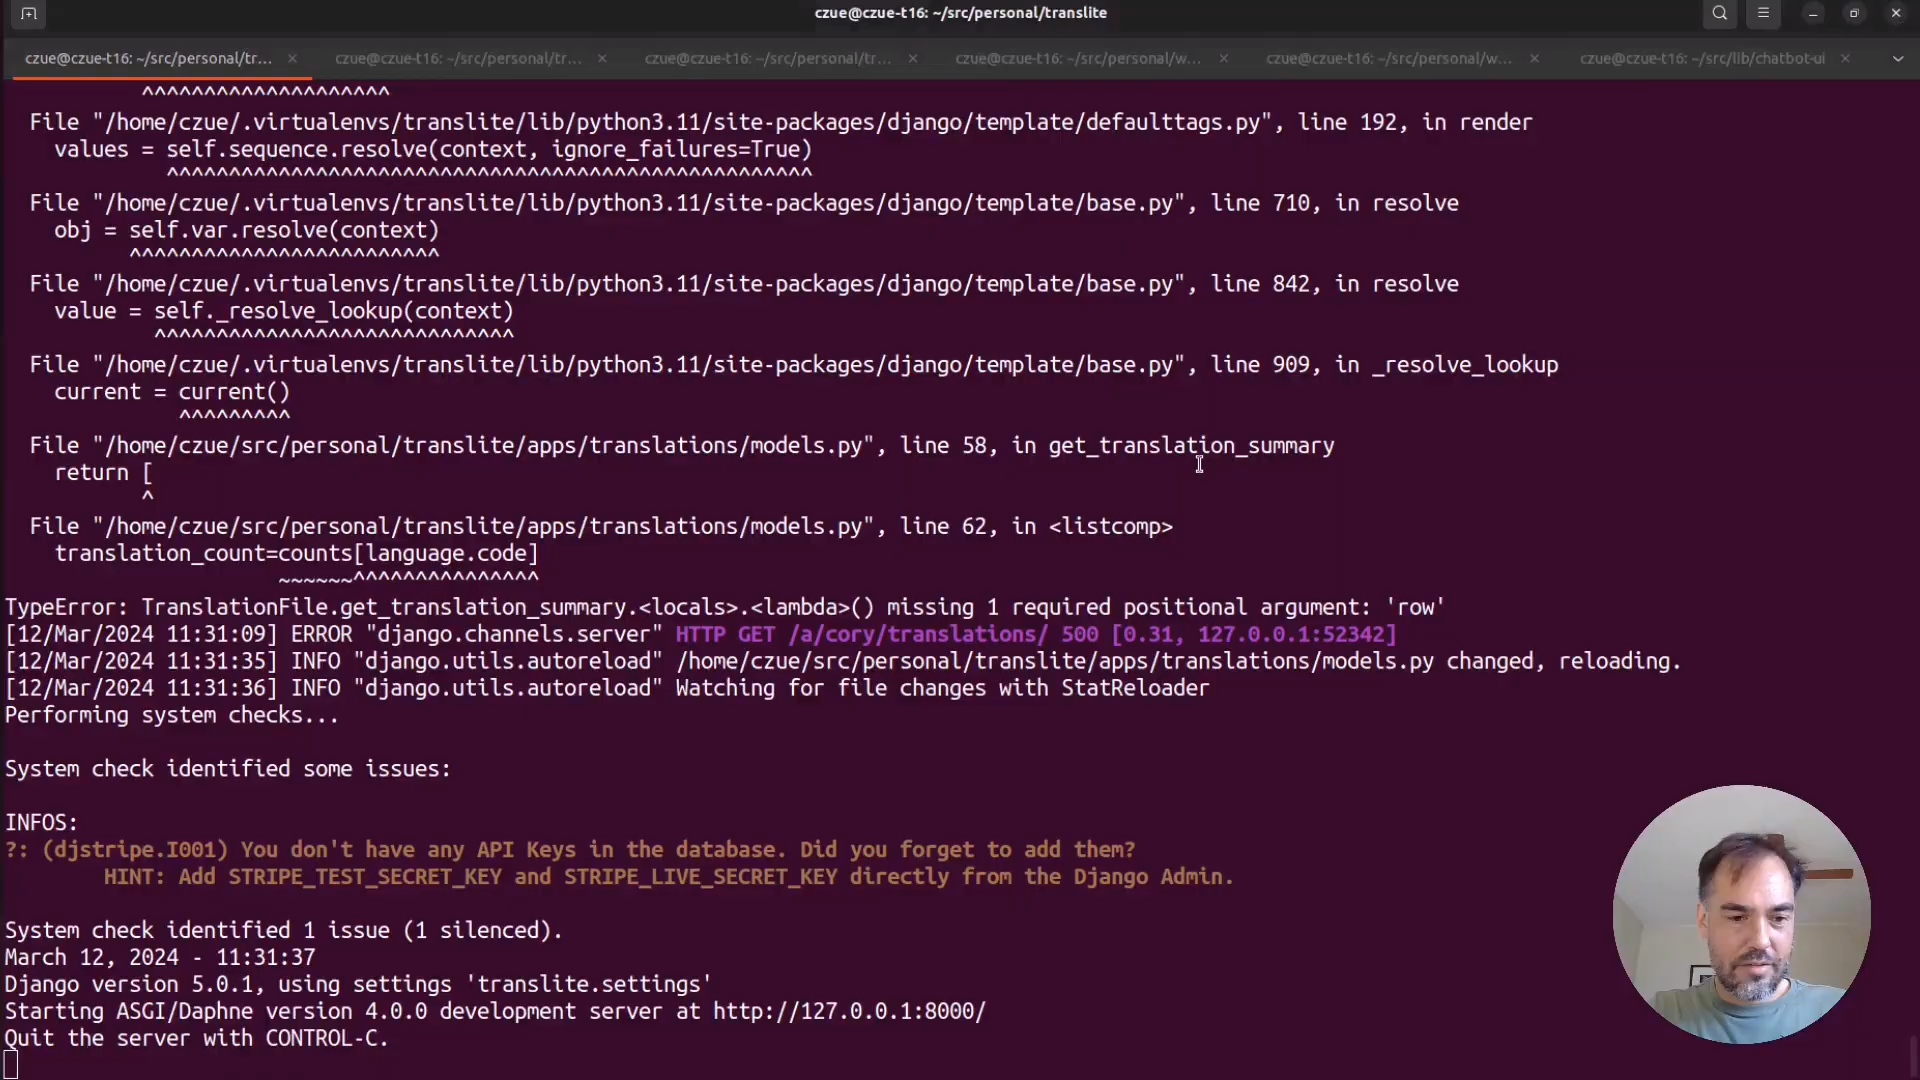 czue@czue-t16: ~/src/personal/translite
czue@czue-t16: ~/src/personal/tr...
czue@czue-t16: ~/src/personal/tr...
czue@czue-t16: ~/src/personal/tr...
czue@czue-t16: ~/src/personal/w...
czue@czue-t16: ~/src/personal/w...
czue@czue-t16: ~/src/lib/chatbot-ui
^^^^^^^^^^^^^^^^^^^^
File "/home/czue/.virtualenvs/translite/lib/python3.11/site-packages/django/template/defaulttags.py", line 192, in render
values = self.sequence.resolve(context, ignore_failures=True)
^^^^^^^^^^^^^^^^^^^^^^^^^^^^^^^^^^^^^^^^^^^^^^^^^^^^
File "/home/czue/.virtualenvs/translite/lib/python3.11/site-packages/django/template/base.py", line 710, in resolve
obj = self.var.resolve(context)
^^^^^^^^^^^^^^^^^^^^^^^^^
File "/home/czue/.virtualenvs/translite/lib/python3.11/site-packages/django/template/base.py", line 842, in resolve
value = self._resolve_lookup(context)
^^^^^^^^^^^^^^^^^^^^^^^^^^^^^
File "/home/czue/.virtualenvs/translite/lib/python3.11/site-packages/django/template/base.py", line 909, in _resolve_lookup
current = current()
^^^^^^^^^
File "/home/czue/src/personal/translite/apps/translations/models.py", line 58, in get_translation_summary
return [
^
File "/home/czue/src/personal/translite/apps/translations/models.py", line 62, in <listcomp>
translation_count=counts[language.code]
~~~~~~^^^^^^^^^^^^^^^
TypeError: TranslationFile.get_translation_summary.<locals>.<lambda>() missing 1 required positional argument: 'row'
[12/Mar/2024 11:31:09] ERROR "django.channels.server" HTTP GET /a/cory/translations/ 500 [0.31, 127.0.0.1:52342]
[12/Mar/2024 11:31:35] INFO "django.utils.autoreload" /home/czue/src/personal/translite/apps/translations/models.py changed, reloading.
[12/Mar/2024 11:31:36] INFO "django.utils.autoreload" Watching for file changes with StatReloader
Performing system checks...
System check identified some issues:
INFOS:
?: (djstripe.I001) You don't have any API Keys in the database. Did you forget to add them?
HINT: Add STRIPE_TEST_SECRET_KEY and STRIPE_LIVE_SECRET_KEY directly from the Django Admin.
System check identified 1 issue (1 silenced).
March 12, 2024 - 11:31:37
Django version 5.0.1, using settings 'translite.settings'
Starting ASGI/Daphne version 4.0.0 development server at http://127.0.0.1:8000/
Quit the server with CONTROL-C.